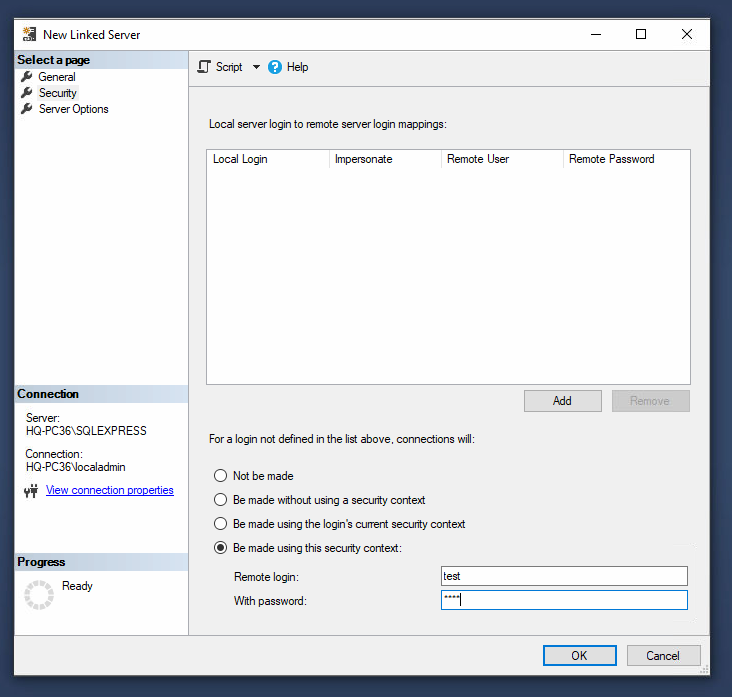 New Linked Server
Select a page
General
Security
Server Options
Script
Help
Local server login to remote server login mappings:
Local Login Impersonate Remote User Remote Password
Add Remove
Connection
Server:
HQ-PC36\SQLEXPRESS
Connection:
HQ-PC36\localadmin
View connection properties
Progress
Ready
For a login not defined in the list above, connections will:
Not be made
Be made without using a security context
Be made using the login's current security context
Be made using this security context:
Remote login: test
With password: ****
OK Cancel